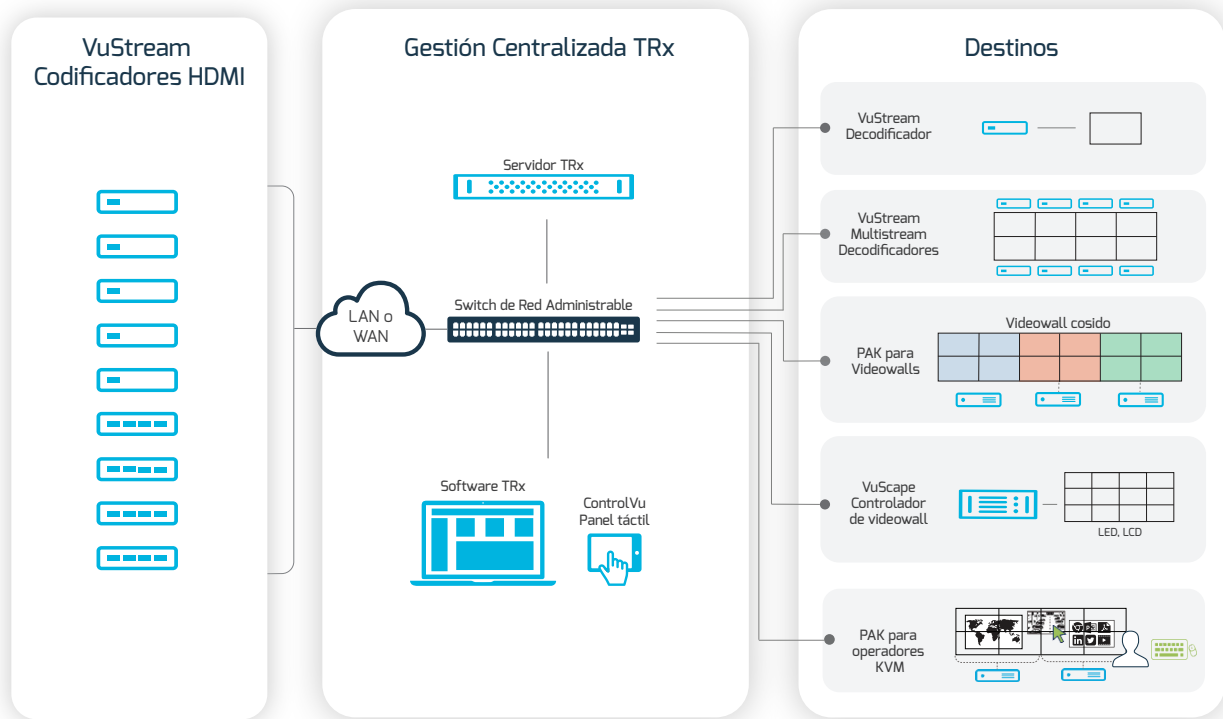 VuStream
Codificadores HDMI
Gestión Centralizada TRx
Servidor TRx
LAN o
WAN
Switch de Red Administrable
Software TRx
ControlVu
Panel táctil
Destinos
VuStream
Decodificador
VuStream
Multistream
Decodificadores
PAK para
Videowalls
Videowall cosido
VuScape
Controlador
de videowall
LED, LCD
PAK para
operadores
KVM